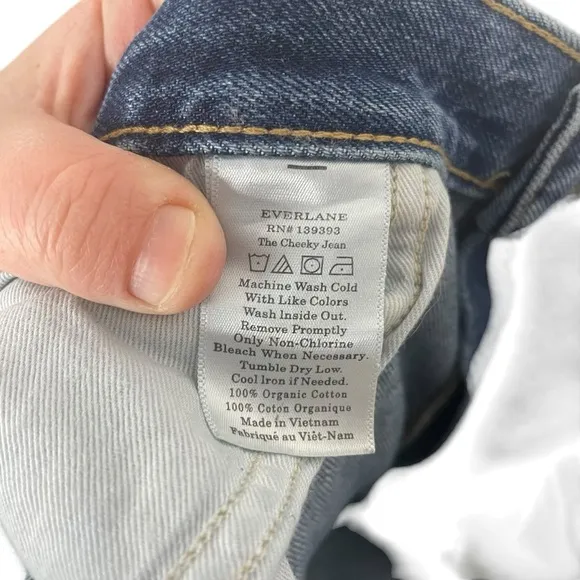 EVERLANE
RN# 139393
The Cheeky Jean
Machine Wash Cold
With Like Colors
Wash Inside Out.
Remove Promptly
Only Non-Chlorine
Bleach When Necessary.
Tumble Dry Low.
Cool Iron if Needed.
100% Organic Cotton
100% Coton Organique
Made in Vietnam
Fabriqué au Viêt-Nam